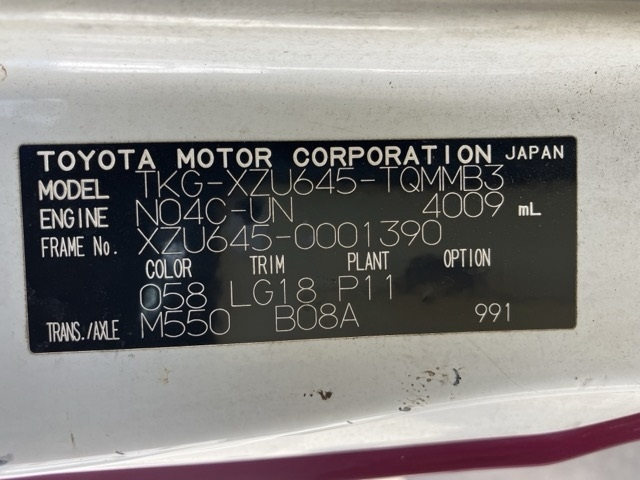 TOYOTA MOTOR CORPORATION JAPAN
MODEL TKG-XZU645-TQMMB3
ENGINE N04C-UN 4009 mL
FRAME No. XZU645-0001390
COLOR TRIM PLANT OPTION
058 LG18 P11
TRANS./AXLE M550 B08A 991